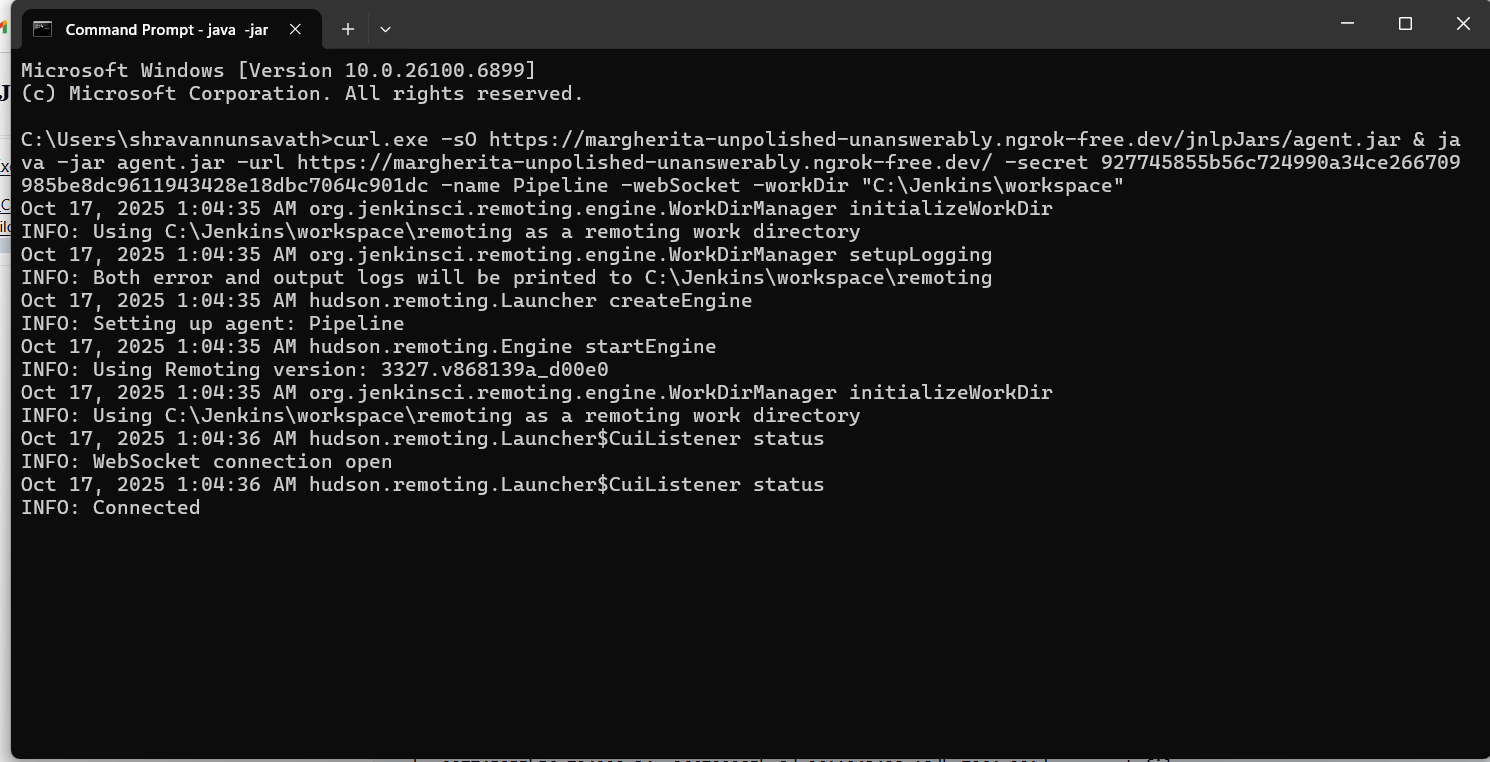 Command Prompt - java -jar
Microsoft Windows [Version 10.0.26100.6899]
(c) Microsoft Corporation. All rights reserved.
C:\Users\shravannunsavath>curl.exe -sO https://margherita-unpolished-unanswerably.ngrok-free.dev/jnlpJars/agent.jar & ja
va -jar agent.jar -url https://margherita-unpolished-unanswerably.ngrok-free.dev/ -secret 927745855b56c724990a34ce266709
985be8dc9611943428e18dbc7064c901dc -name Pipeline -webSocket -workDir "C:\Jenkins\workspace"
Oct 17, 2025 1:04:35 AM org.jenkinsci.remoting.engine.WorkDirManager initializeWorkDir
INFO: Using C:\Jenkins\workspace\remoting as a remoting work directory
Oct 17, 2025 1:04:35 AM org.jenkinsci.remoting.engine.WorkDirManager setupLogging
INFO: Both error and output logs will be printed to C:\Jenkins\workspace\remoting
Oct 17, 2025 1:04:35 AM hudson.remoting.Launcher createEngine
INFO: Setting up agent: Pipeline
Oct 17, 2025 1:04:35 AM hudson.remoting.Engine startEngine
INFO: Using Remoting version: 3327.v868139a_d00e0
Oct 17, 2025 1:04:35 AM org.jenkinsci.remoting.engine.WorkDirManager initializeWorkDir
INFO: Using C:\Jenkins\workspace\remoting as a remoting work directory
Oct 17, 2025 1:04:36 AM hudson.remoting.Launcher$CuiListener status
INFO: WebSocket connection open
Oct 17, 2025 1:04:36 AM hudson.remoting.Launcher$CuiListener status
INFO: Connected